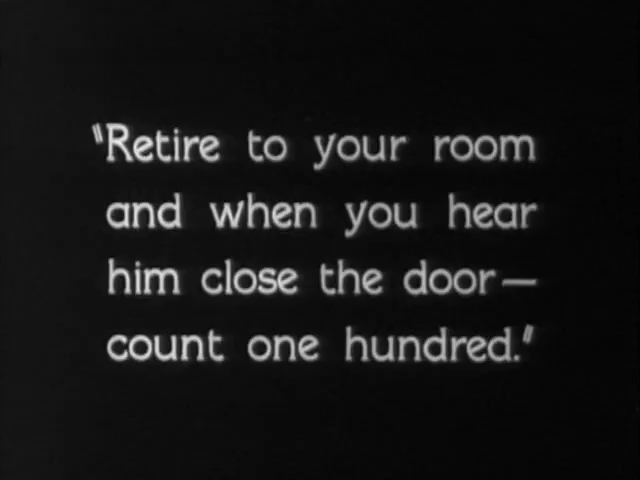 "Retire to your room
and when you hear
him close the door—
count one hundred."